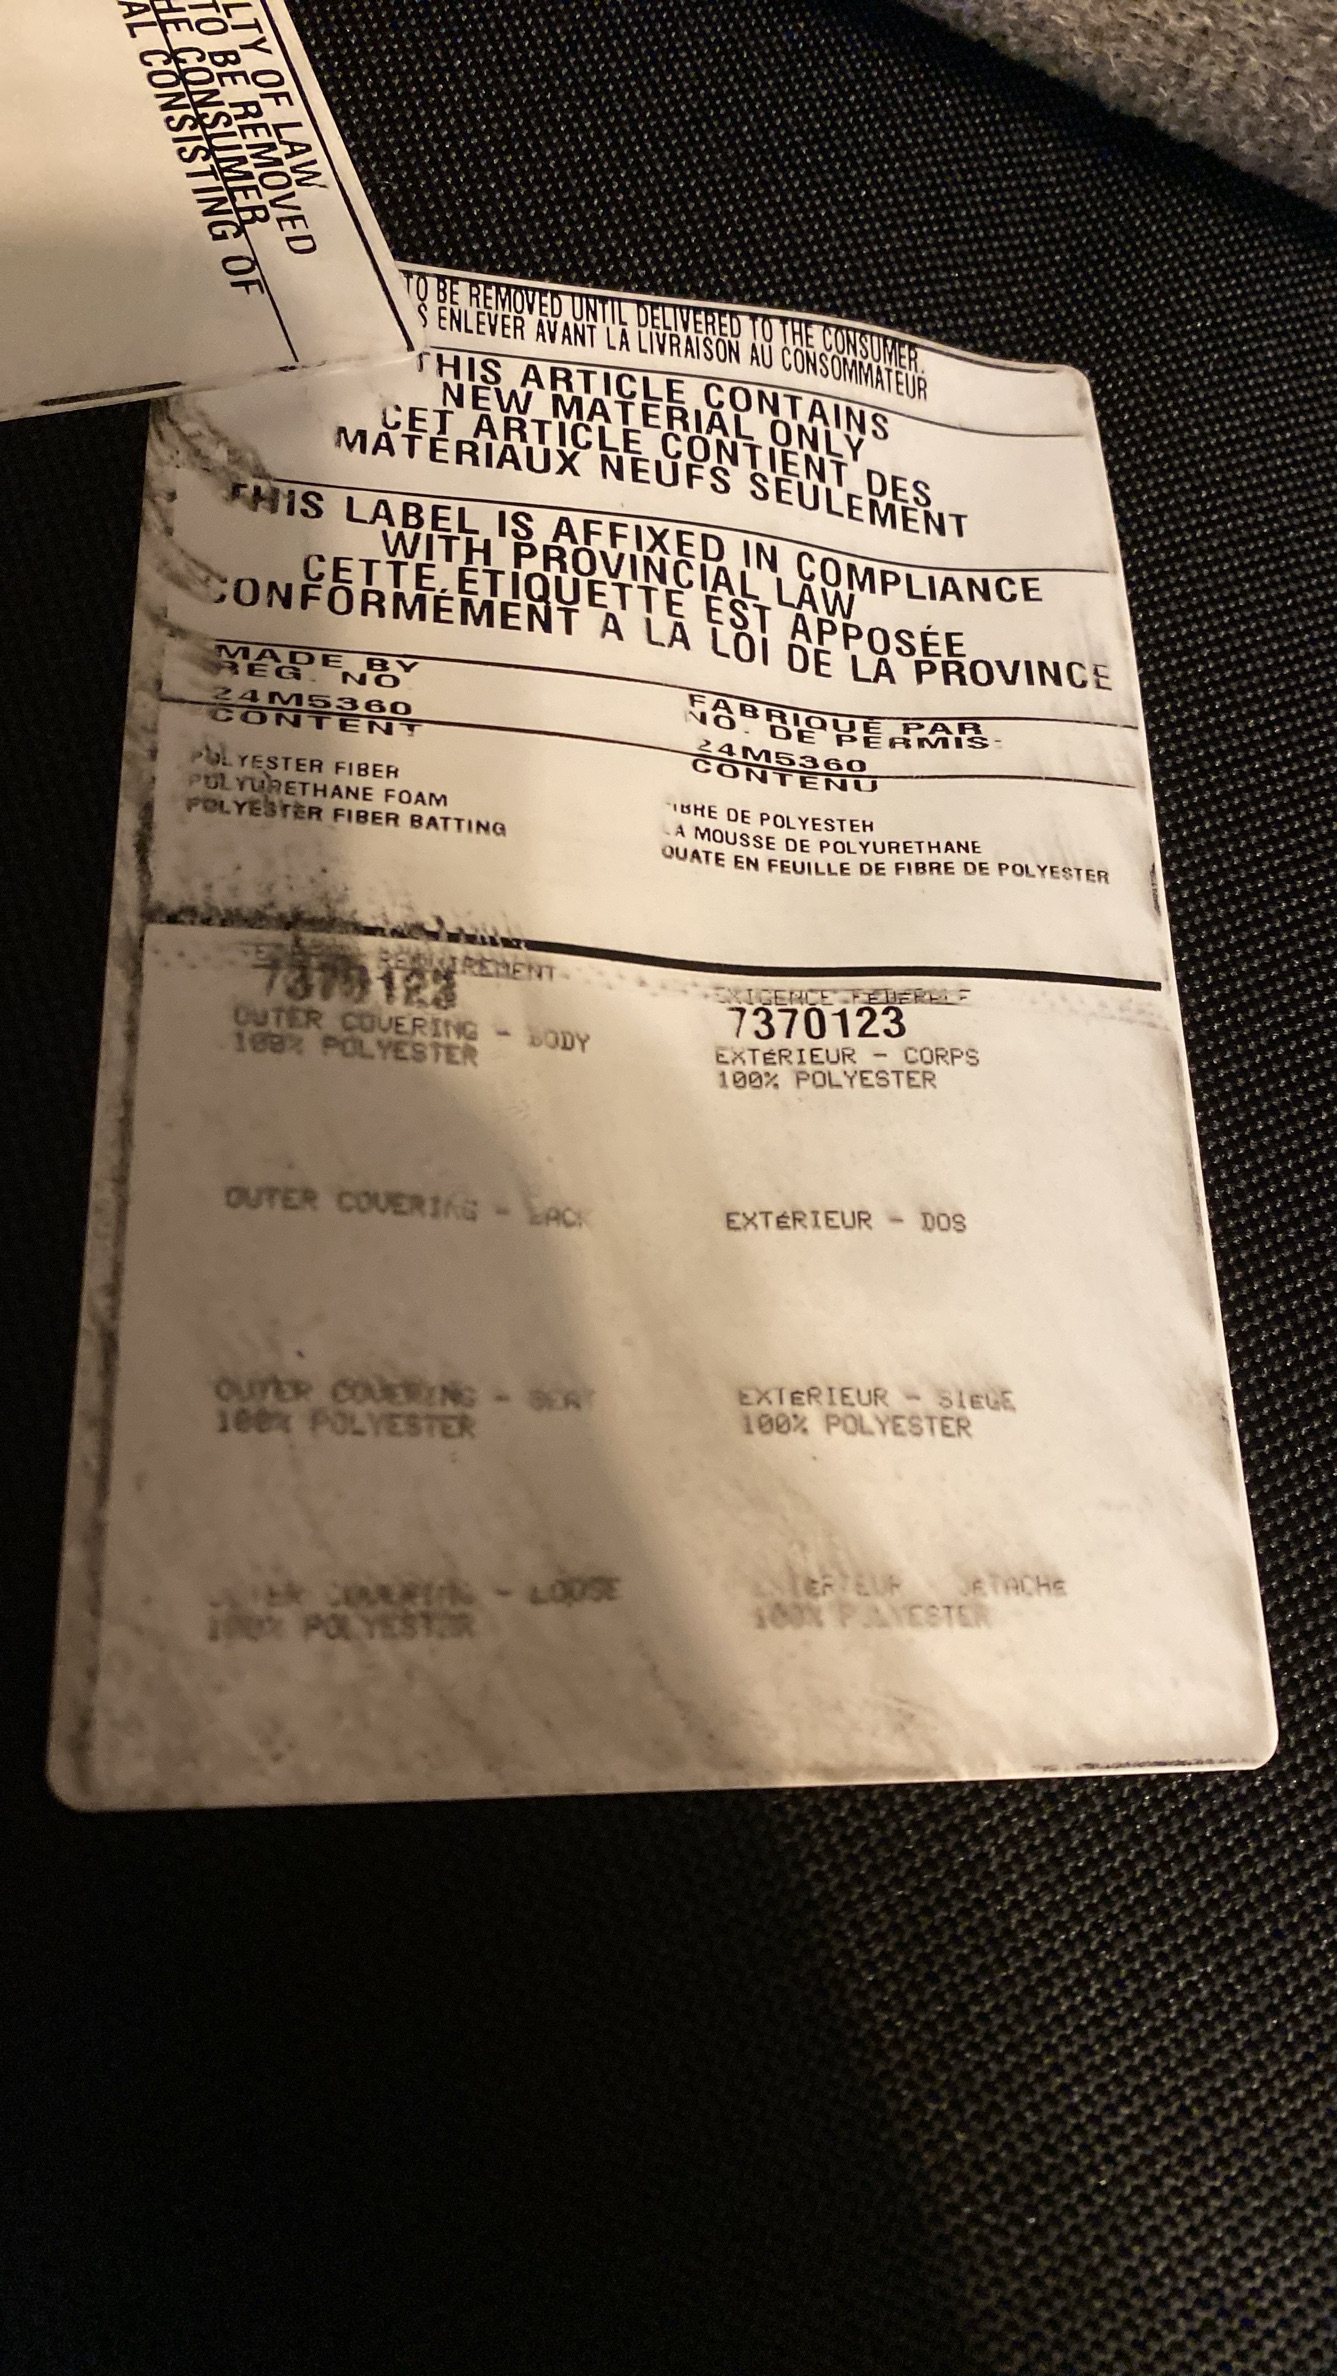 LTY OF LAW
TO BE REMOVED
HE CONSUMER
AL CONSISTING OF
TO BE REMOVED UNTIL DELIVERED TO THE CONSUMER.
S ENLEVER AVANT LA LIVRAISON AU CONSOMMATEUR
THIS ARTICLE CONTAINS
NEW MATERIAL ONLY
CET ARTICLE CONTIENT DES
MATÉRIAUX NEUFS SEULEMENT
THIS LABEL IS AFFIXED IN COMPLIANCE
WITH PROVINCIAL LAW
CETTE ÉTIQUETTE EST APPOSÉE
CONFORMÉMENT A LA LOI DE LA PROVINCE
MADE BY
REG. NO
24M5360
CONTENT
POLYESTER FIBER
POLYURETHANE FOAM
POLYESTER FIBER BATTING
FABRIQUÉ PAR
NO. DE PERMIS
24M5360
CONTENU
IBRE DE POLYESTER
LA MOUSSE DE POLYURETHANE
OUATE EN FEUILLE DE FIBRE DE POLYESTER
REQUIREMENT
7370123
OUTER COVERING - BODY
100% POLYESTER
OUTER COVERING - BACK
OUTER COVERING - SEAT
100% POLYESTER
OUTER COVERING - LOOSE
100% POLYESTER
EXIGENCE FEDERALE
7370123
EXTÉRIEUR - CORPS
100% POLYESTER
EXTÉRIEUR - DOS
EXTÉRIEUR - SIEGE
100% POLYESTER
EXTERIEUR DETACHE
100% POLYESTER